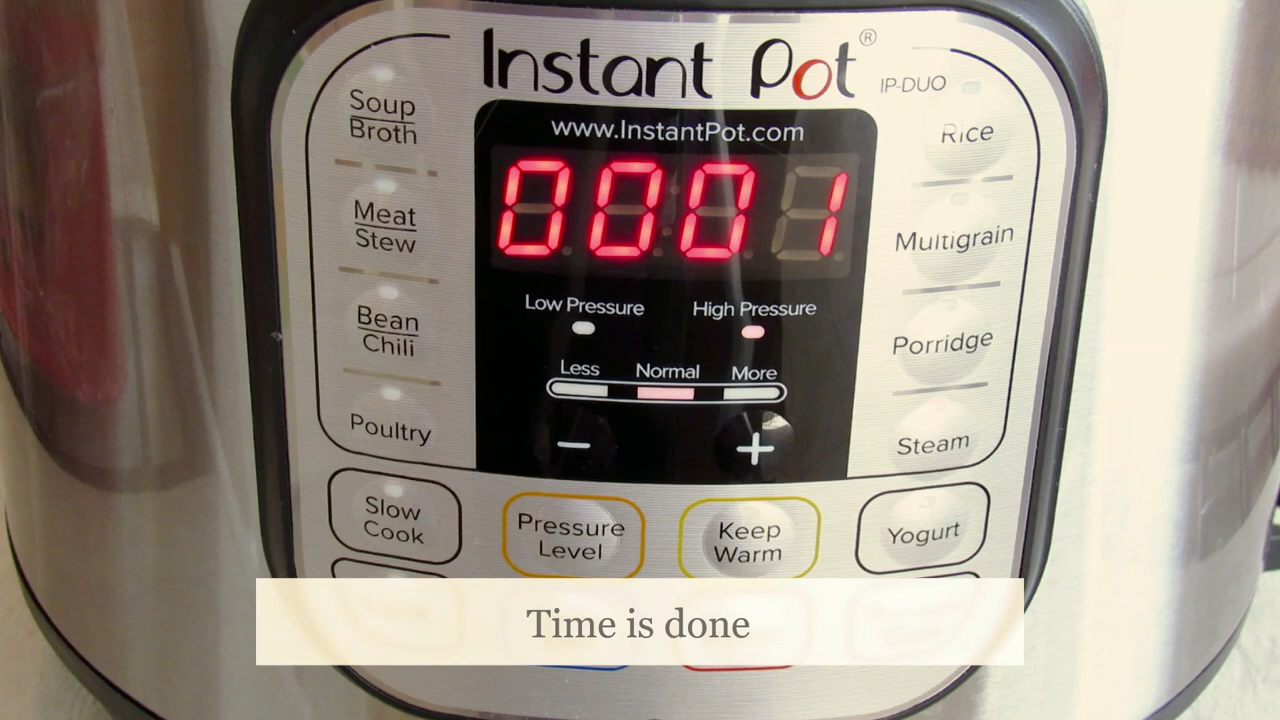 Instant Pot®
IP-DUO
www.InstantPot.com
0001
Low Pressure
High Pressure
Less
Normal
More
−
+
Soup
Broth
Meat
Stew
Bean
Chili
Poultry
Rice
Multigrain
Porridge
Steam
Slow
Cook
Pressure
Level
Keep
Warm
Yogurt
Time is done